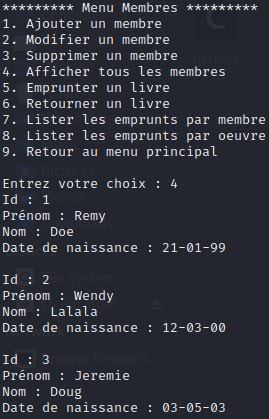 ********* Menu Membres *********
1. Ajouter un membre
2. Modifier un membre
3. Supprimer un membre
4. Afficher tous les membres
5. Emprunter un livre
6. Retourner un livre
7. Lister les emprunts par membre
8. Lister les emprunts par oeuvre
9. Retour au menu principal
Entrez votre choix : 4
Id : 1
Prénom : Remy
Nom : Doe
Date de naissance : 21-01-99
Id : 2
Prénom : Wendy
Nom : Lalala
Date de naissance : 12-03-00
Id : 3
Prénom : Jeremie
Nom : Doug
Date de naissance : 03-05-03